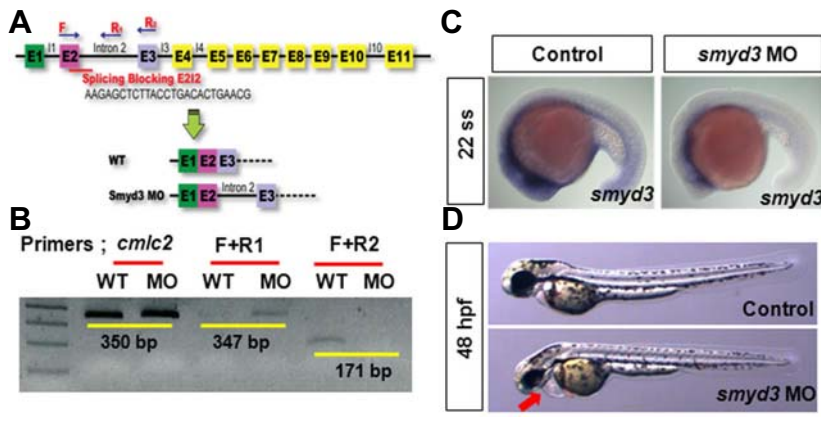 A
F R1 R2
E1 I1 E2 Intron 2 E3 I3 E4 I4 E5 E6 E7 E8 E9 E10 I10 E11
Splicing Blocking E2I2
AAGAGCTCTTACCTGACACTGAACG
WT E1 E2 E3
Smyd3 MO E1 E2 Intron 2 E3
B
Primers ; cmlc2 F+R1 F+R2
WT MO WT MO WT MO
350 bp 347 bp
171 bp
C
Control smyd3 MO
22 ss
smyd3 smyd3
D
48 hpf
Control
smyd3 MO